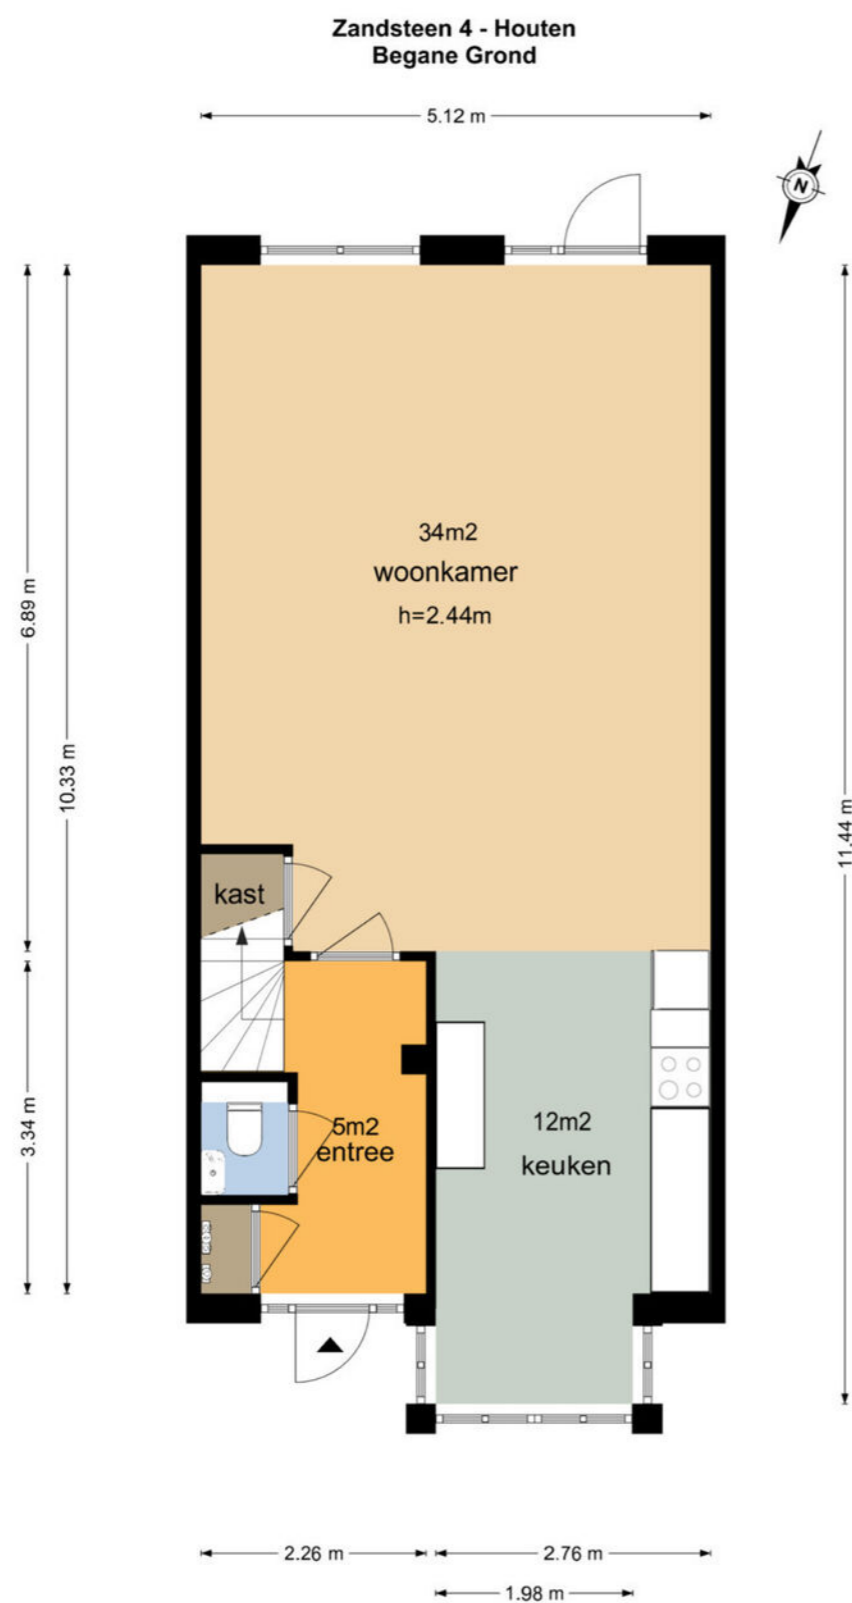 Zandsteen 4 - Houten
Begane Grond
5.12 m
N
34m2
woonkamer
h=2.44m
6.89 m
10.33 m
11.44 m
kast
3.34 m
5m2
entree
12m2
keuken
2.26 m
2.76 m
1.98 m